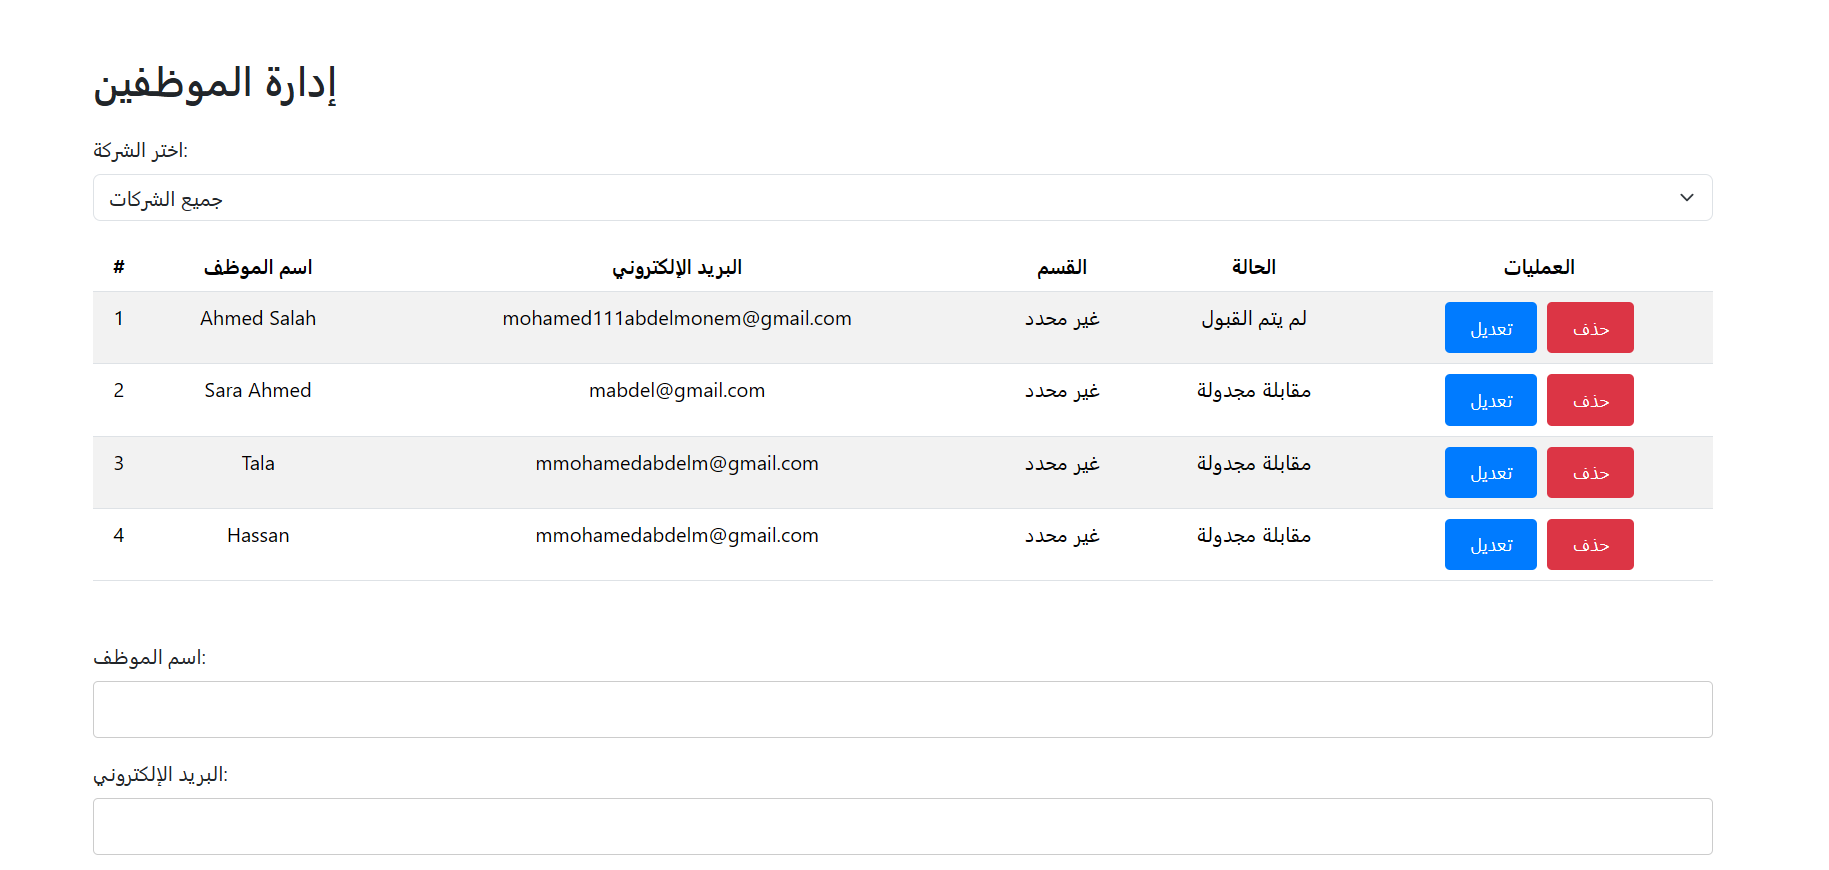 إدارة الموظفين
اختر الشركة:
جميع الشركات
# اسم الموظف البريد الإلكتروني القسم الحالة العمليات
1 Ahmed Salah mohamed111abdelmonem@gmail.com غير محدد لم يتم القبول تعديل حذف
2 Sara Ahmed mabdel@gmail.com غير محدد مقابلة مجدولة تعديل حذف
3 Tala mmohamedabdelm@gmail.com غير محدد مقابلة مجدولة تعديل حذف
4 Hassan mmohamedabdelm@gmail.com غير محدد مقابلة مجدولة تعديل حذف
اسم الموظف:
البريد الإلكتروني: